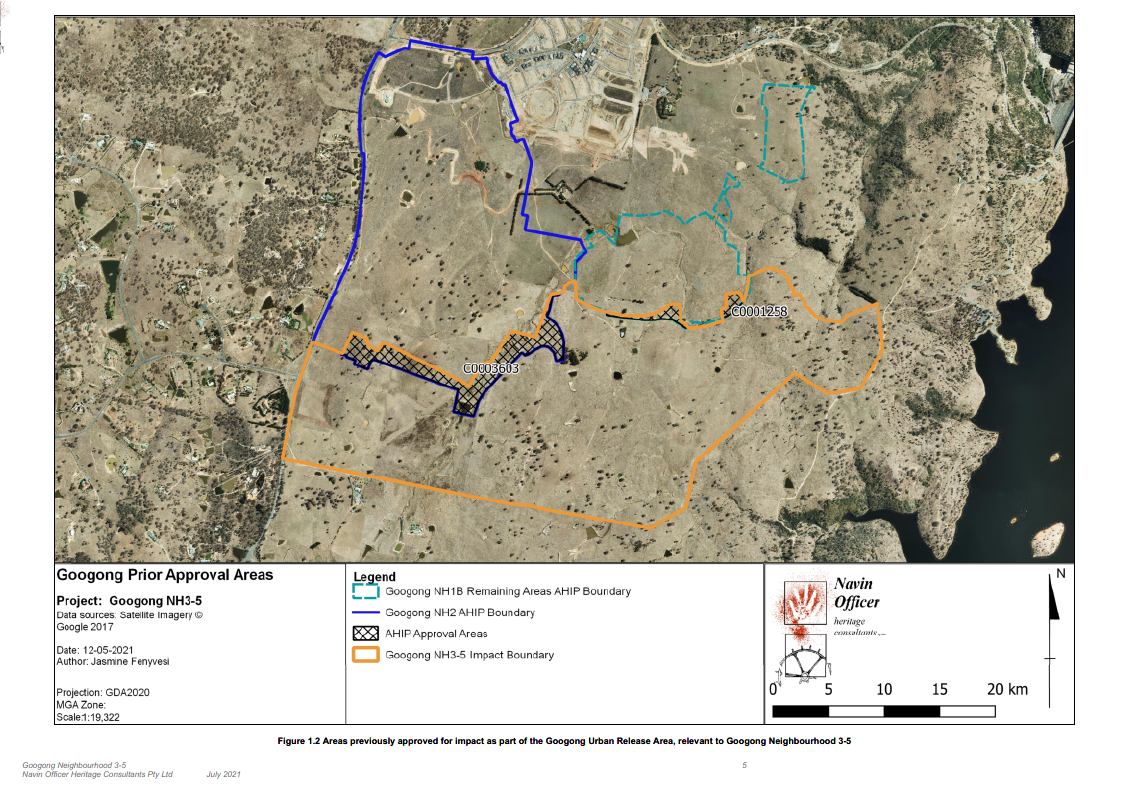 C0001258
C0003603
Googong Prior Approval Areas
Project: Googong NH3-5
Data sources: Satellite Imagery ©
Google 2017
Date: 12-05-2021
Author: Jasmine Fenyvesi
Projection: GDA2020
MGA Zone:
Scale:1:19,322
Legend
Googong NH1B Remaining Areas AHIP Boundary
Googong NH2 AHIP Boundary
AHIP Approval Areas
Googong NH3-5 Impact Boundary
Navin
Officer
heritage
consultants
N
0 5 10 15 20 km
Figure 1.2 Areas previously approved for impact as part of the Googong Urban Release Area, relevant to Googong Neighbourhood 3-5
Googong Neighbourhood 3-5 5
Navin Officer Heritage Consultants Pty Ltd July 2021